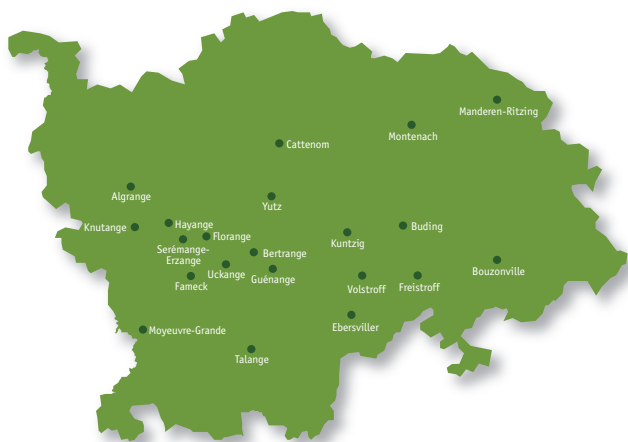 Manderen-Ritzing
Montenach
Cattenom
Algrange
Yutz
Hayange
Knutange
Florange
Buding
Kuntzig
Serémange-
Erzange
Bertrange
Bouzonville
Uckange
Guénange
Fameck
Volstroff
Freistroff
Ebersviller
Moyeuvre-Grande
Talange